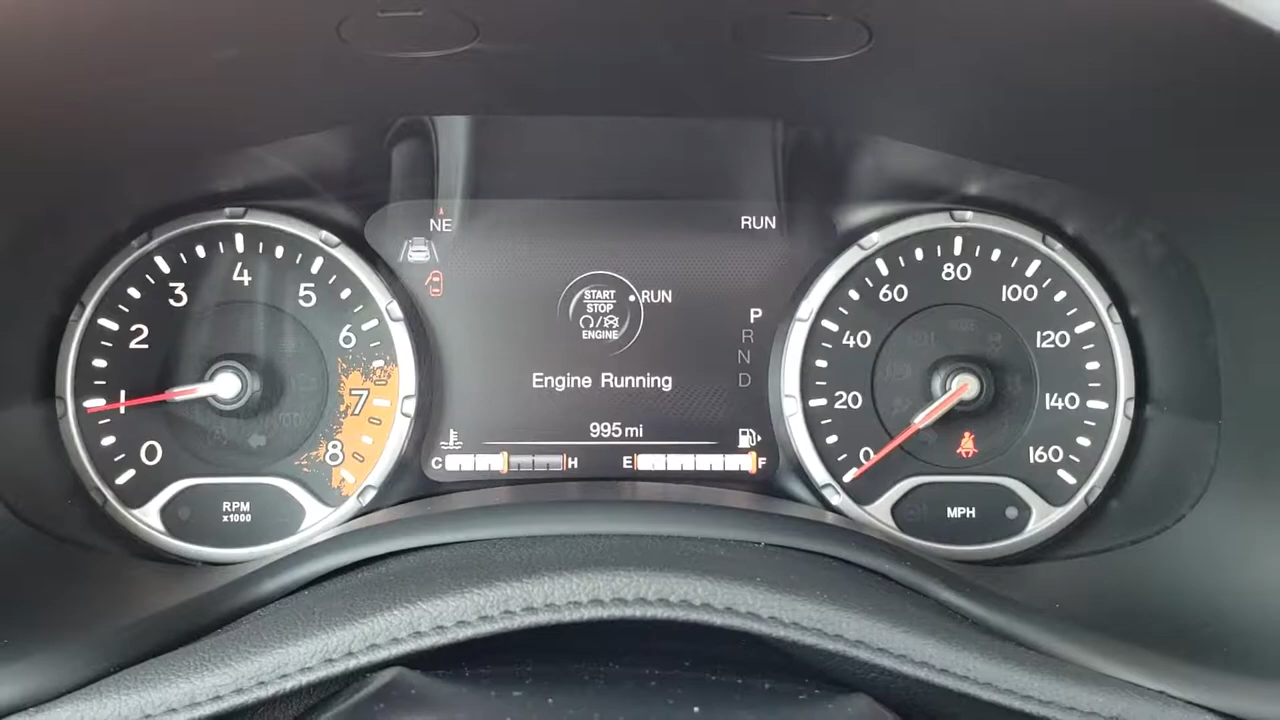 0
1
2
3
4
5
6
7
8
RPM
x1000
NE
RUN
START
STOP
ENGINE
RUN
Engine Running
P
R
N
D
995 mi
C
H
E
F
0
20
40
60
80
100
120
140
160
MPH